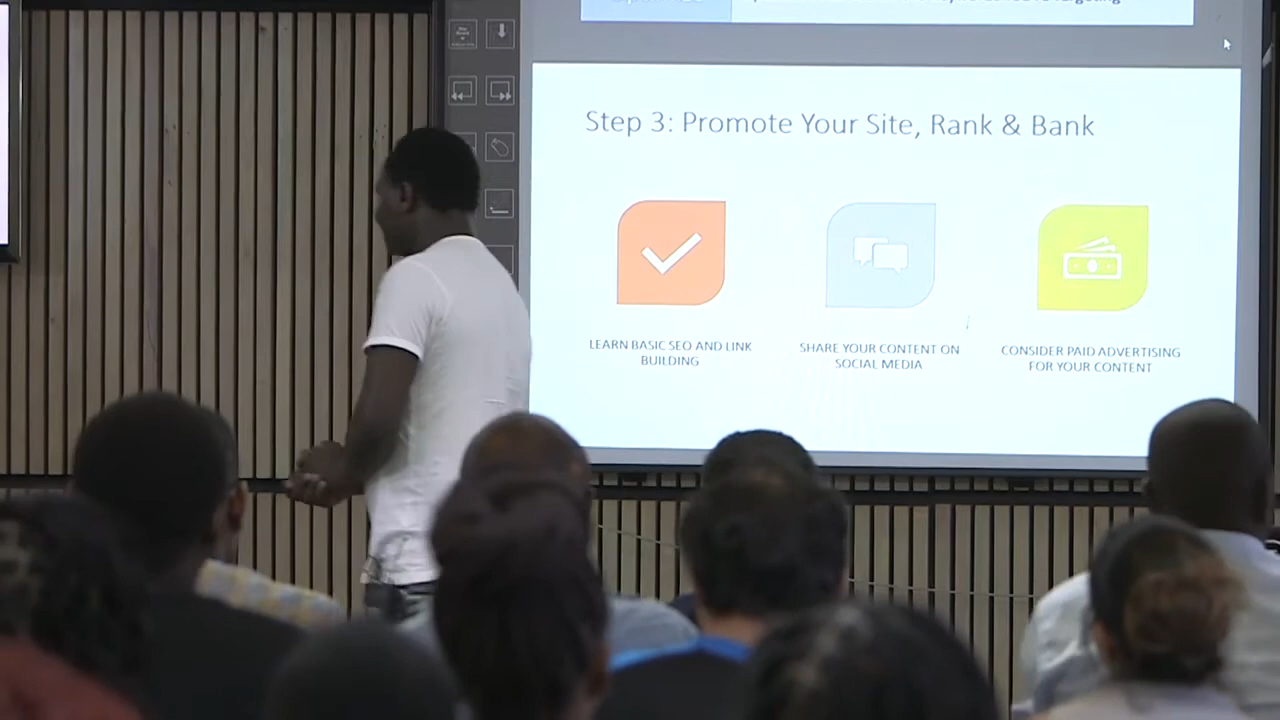 Step 3: Promote Your Site, Rank & Bank
LEARN BASIC SEO AND LINK
BUILDING
SHARE YOUR CONTENT ON
SOCIAL MEDIA
CONSIDER PAID ADVERTISING
FOR YOUR CONTENT